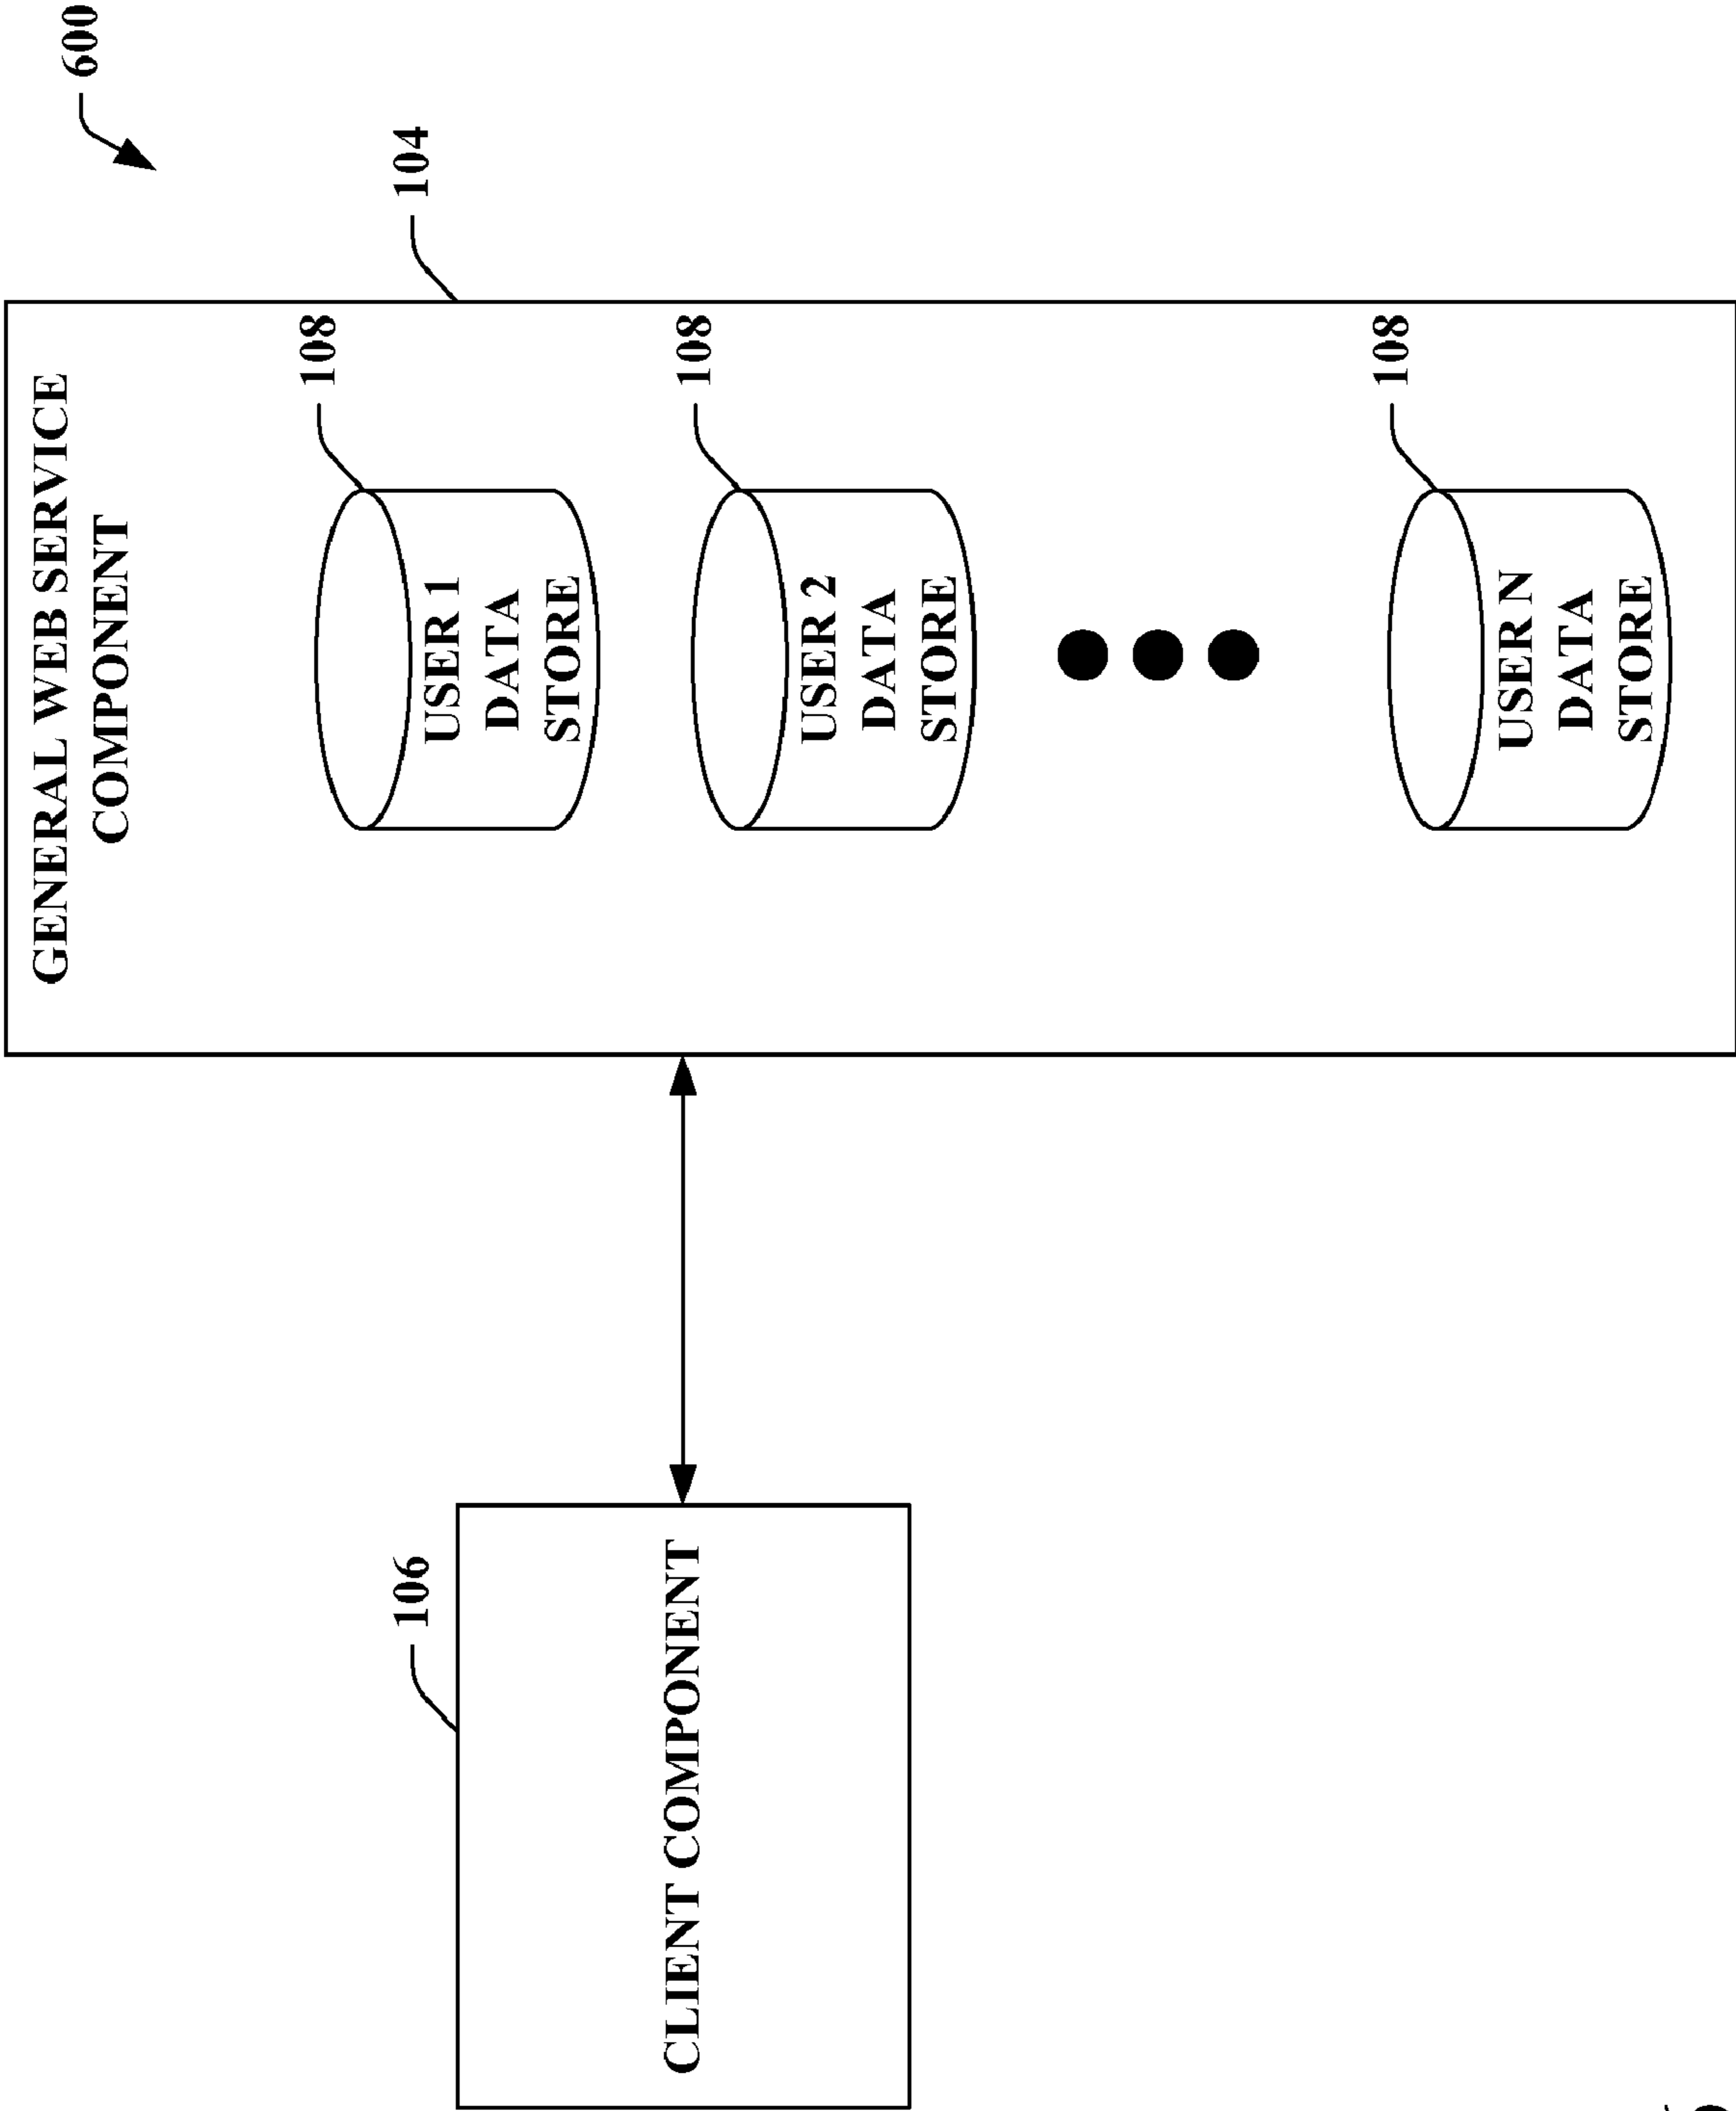 600
104
GENERAL WEB SERVICE
COMPONENT
108
USER 1
DATA
STORE
108
USER 2
DATA
STORE
108
USER N
DATA
STORE
106
CLIENT COMPONENT